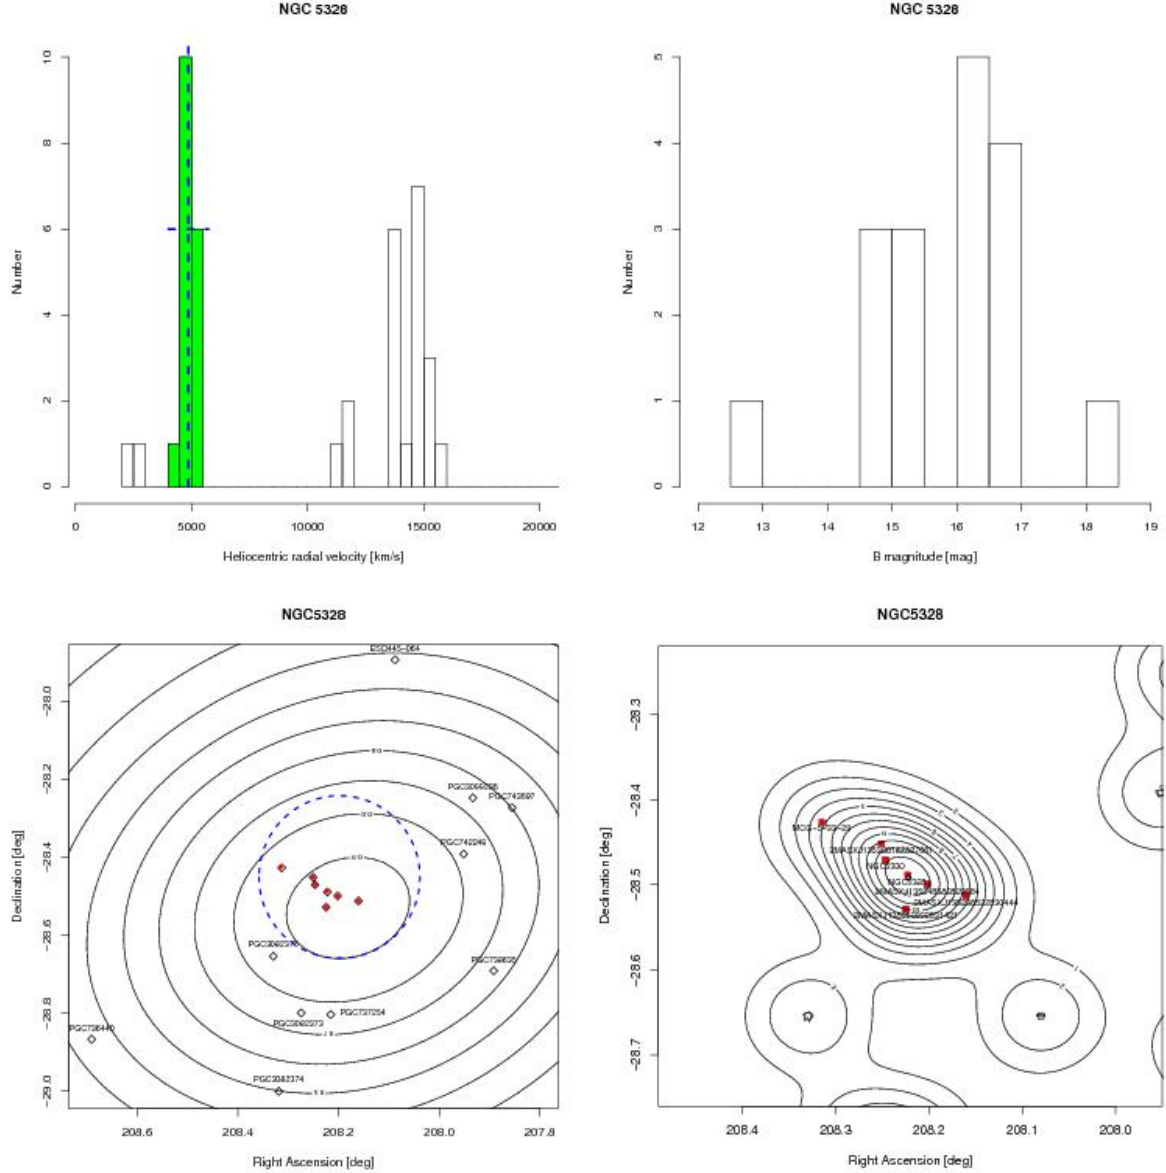 NGC 5328
10
8
6
4
2
0
Number
0 5000 10000 15000 20000
Heliocentric radial velocity [km/s]
NGC 5328
5
4
3
2
1
0
Number
12 13 14 15 16 17 18 19
B magnitude [mag]
NGC5328
-28.0
-28.2
-28.4
-28.6
-28.8
-29.0
Declination [deg]
ESO445-064
PGC742249
PGC737254
PGC3082373
PGC3082374
208.6 208.4 208.2 208.0 207.8
Right Ascension [deg]
NGC5328
-28.3
-28.4
-28.5
-28.6
-28.7
Declination [deg]
NGC5330
208.4 208.3 208.2 208.1 208.0
Right Ascension [deg]